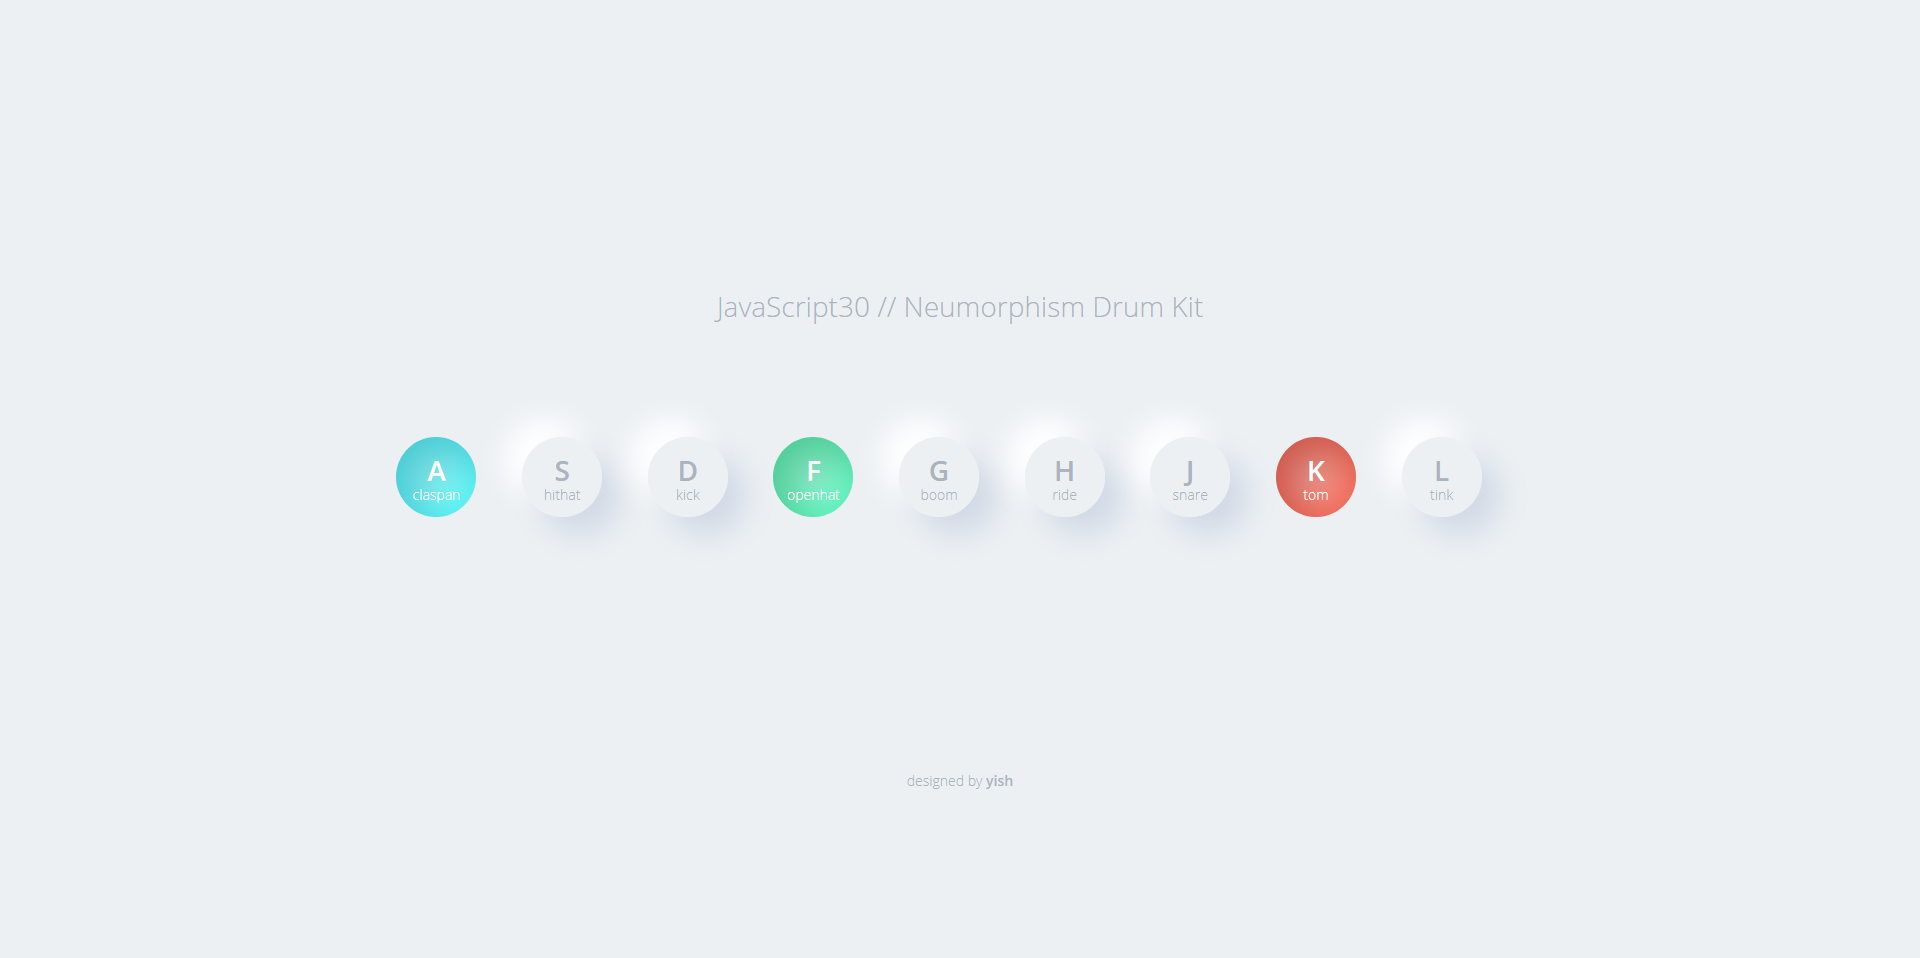 JavaScript30 // Neumorphism Drum Kit
A S D F G H J K L
claspan hithat kick openhat boom ride snare tom tink
designed by yish